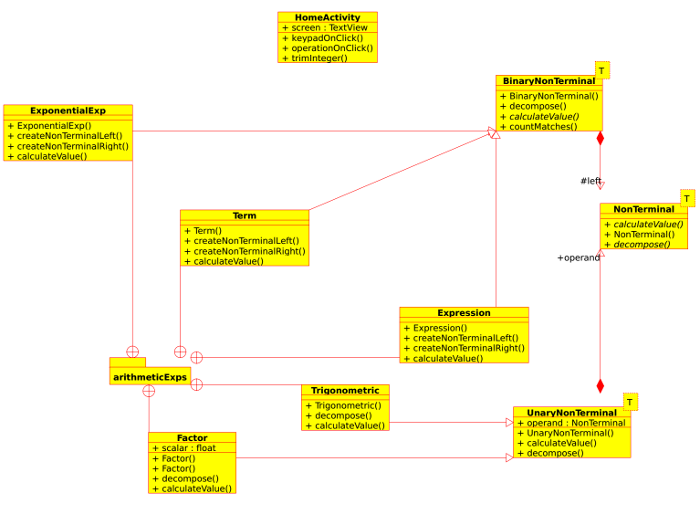 HomeActivity
+ screen : TextView
+ keypadOnClick()
+ operationOnClick()
+ trimInteger()
T
BinaryNonTerminal
+ BinaryNonTerminal()
+ decompose()
+ calculateValue()
+ countMatches()
ExponentialExp
+ ExponentialExp()
+ createNonTerminalLeft()
+ createNonTerminalRight()
+ calculateValue()
#left
T
NonTerminal
+ calculateValue()
+ NonTerminal()
+ decompose()
Term
+ Term()
+ createNonTerminalLeft()
+ createNonTerminalRight()
+ calculateValue()
+operand
Expression
+ Expression()
+ createNonTerminalLeft()
+ createNonTerminalRight()
+ calculateValue()
arithmeticExps
Trigonometric
+ Trigonometric()
+ decompose()
+ calculateValue()
T
UnaryNonTerminal
+ operand : NonTerminal
+ UnaryNonTerminal()
+ calculateValue()
+ decompose()
Factor
+ scalar : float
+ Factor()
+ Factor()
+ decompose()
+ calculateValue()